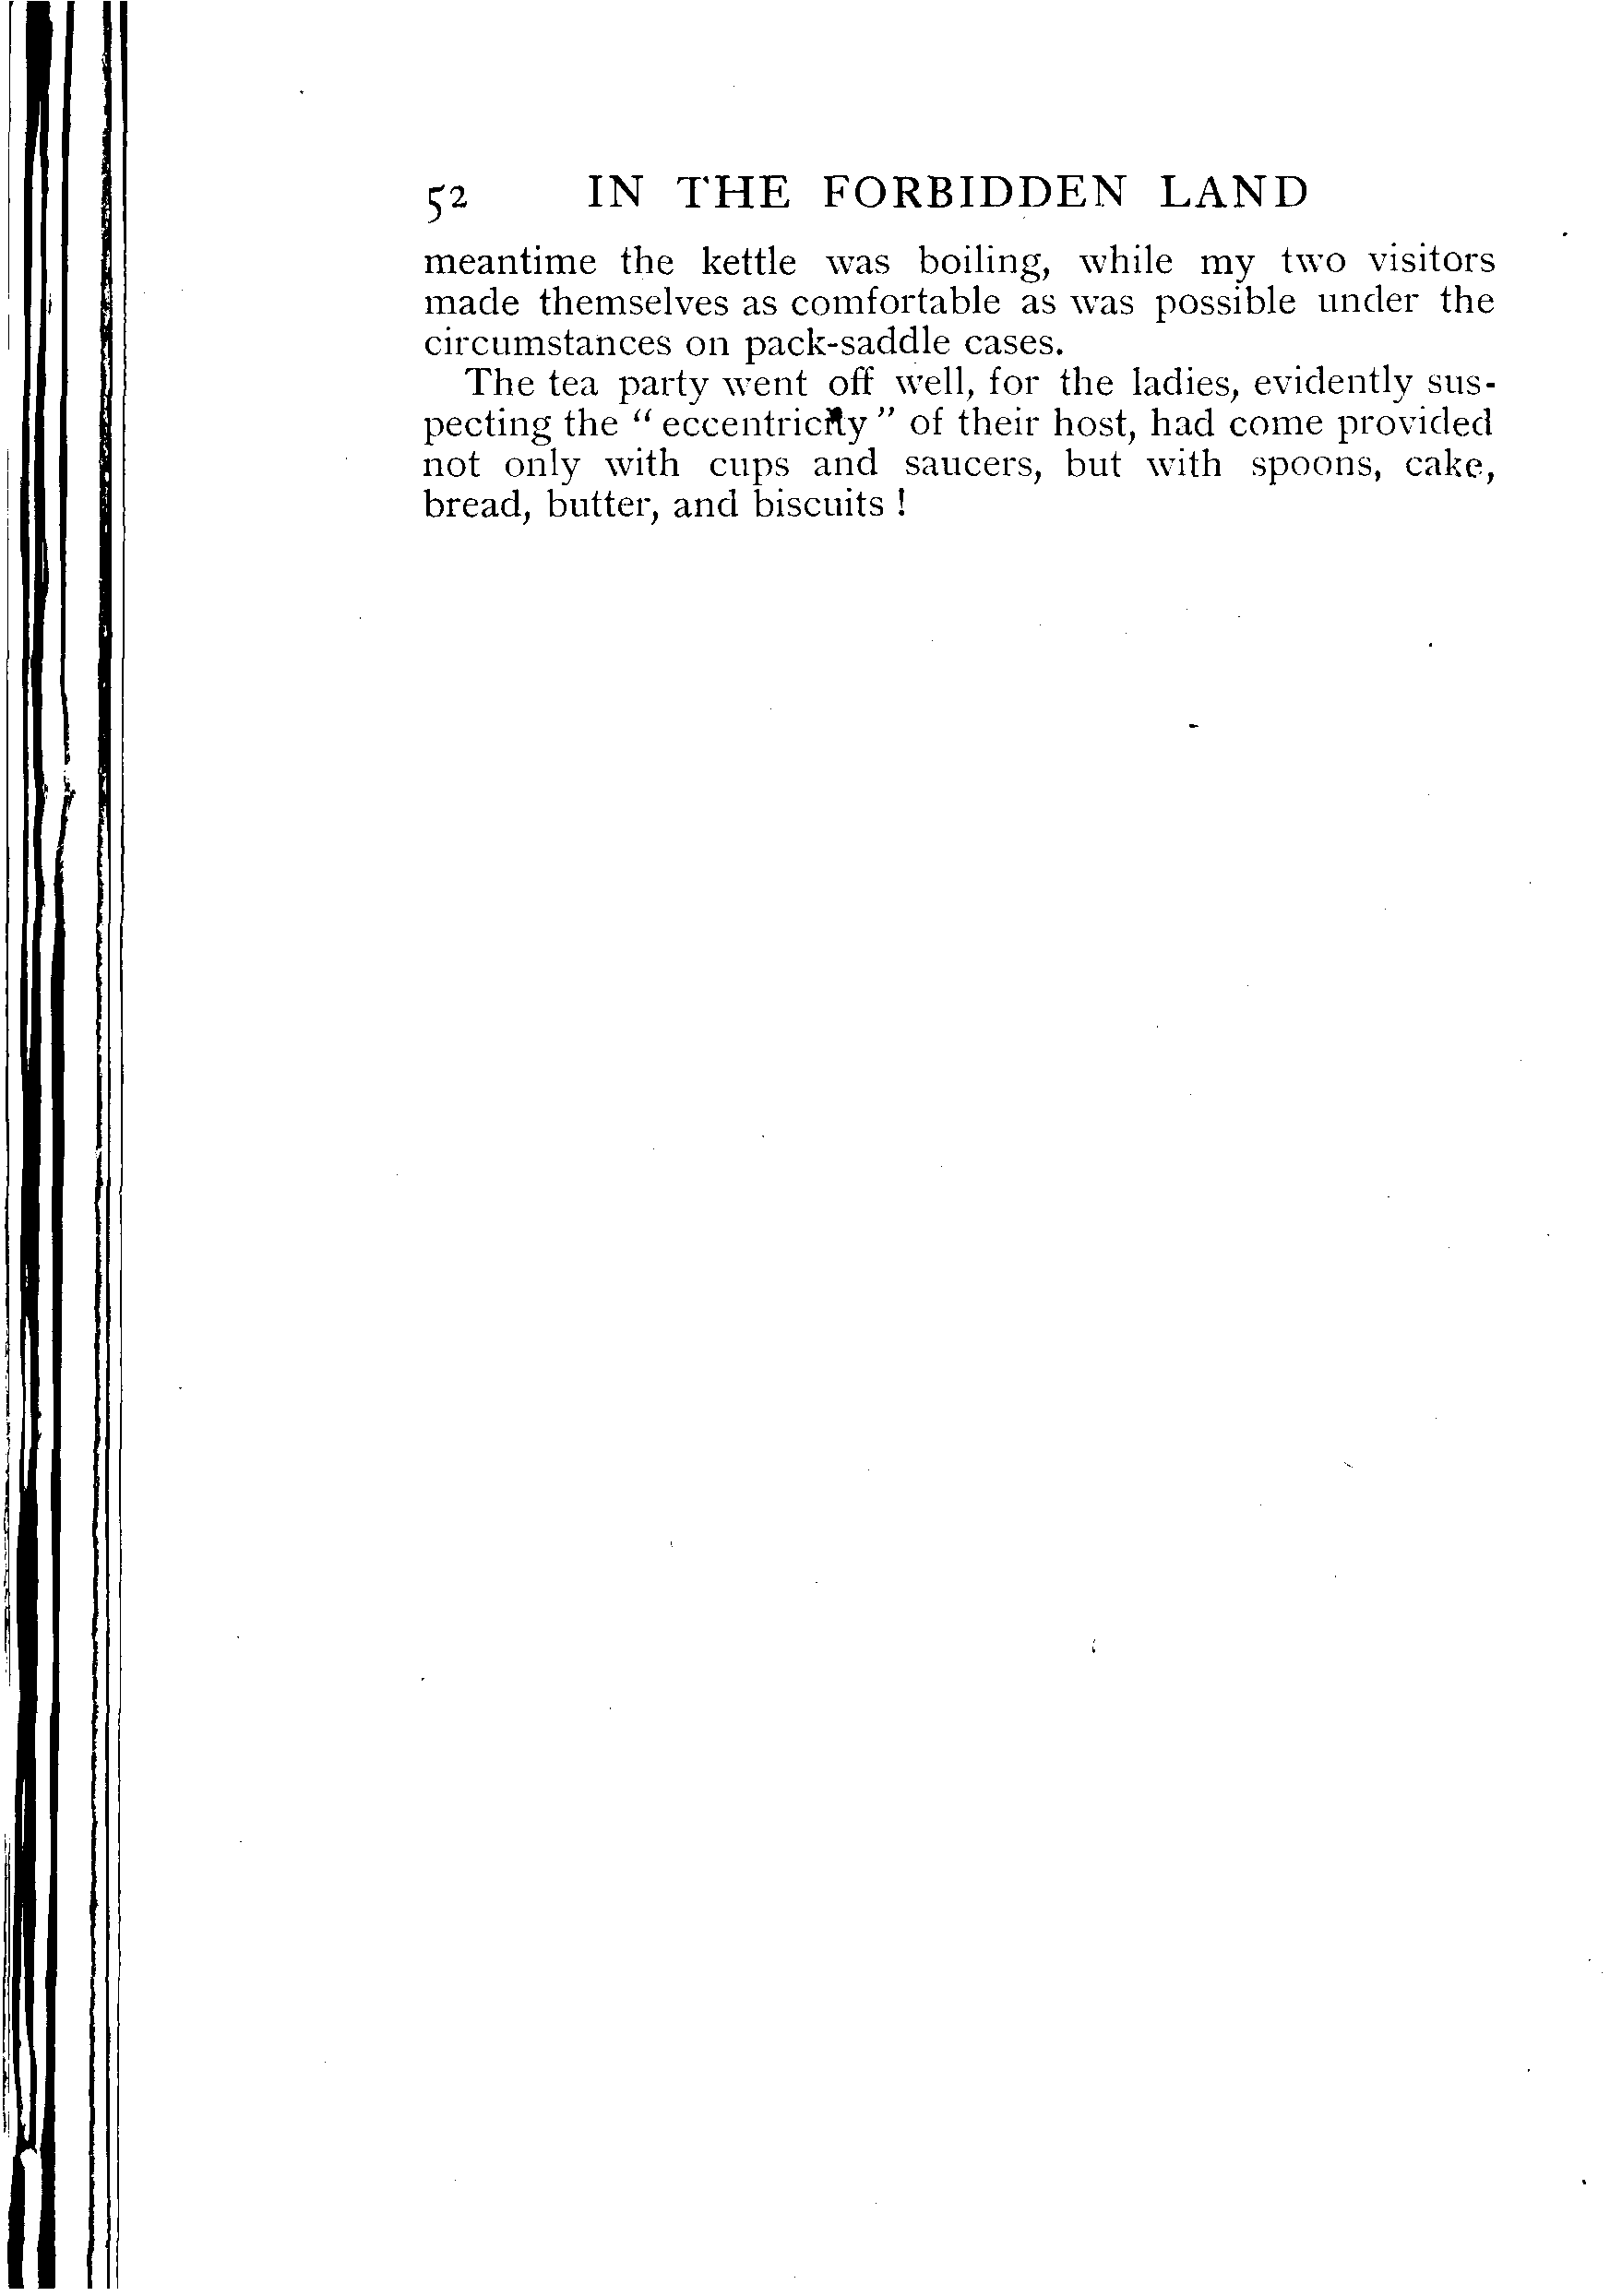 52 IN THE FORBIDDEN LAND
meantime the kettle was boiling, while my two visitors
made themselves as comfortable as was possible under the
circumstances on pack-saddle cases.
The tea party went off well, for the ladies, evidently sus-
pecting the " eccentricity " of their host, had come provided
not only with cups and saucers, but with spoons, cake,
bread, butter, and biscuits !